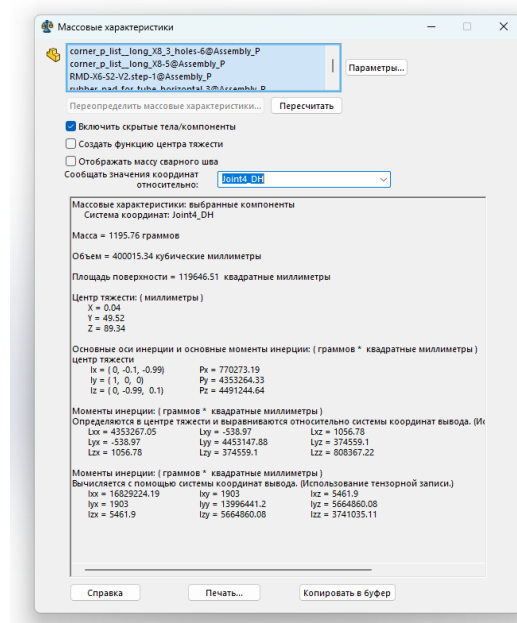 Массовые характеристики
corner_p_list__long_X8_3_holes-6@Assembly_P
corner_p_list__long_X8-5@Assembly_P
RMD-X6-S2-V2.step-1@Assembly_P
rubber_pad_for_tube_horizontal-3@Assembly_P
Параметры...
Переопределить массовые характеристики... Пересчитать
Включить скрытые тела/компоненты
Создать функцию центра тяжести
Отображать массу сварного шва
Сообщать значения координат
относительно: Joint4_DH
Массовые характеристики: выбранные компоненты
Система координат: Joint4_DH
Масса = 1195.76 граммов
Объем = 400015.34 кубические миллиметры
Площадь поверхности = 119646.51 квадратные миллиметры
Центр тяжести: ( миллиметры )
X = 0.04
Y = 49.52
Z = 89.34
Основные оси инерции и основные моменты инерции: ( граммов * квадратные миллиметры )
центр тяжести
Ix = ( 0, -0.1, -0.99) Px = 770273.19
Iy = ( 1, 0, 0) Py = 4353264.33
Iz = ( 0, -0.99, 0.1) Pz = 4491244.64
Моменты инерции: ( граммов * квадратные миллиметры )
Определяются в центре тяжести и выравниваются относительно системы координат вывода. (Ис
Lxx = 4353267.05 Lxy = -538.97 Lxz = 1056.78
Lyx = -538.97 Lyy = 4453147.88 Lyz = 374559.1
Lzx = 1056.78 Lzy = 374559.1 Lzz = 808367.22
Моменты инерции: ( граммов * квадратные миллиметры )
Вычисляется с помощью системы координат вывода. (Использование тензорной записи.)
Ixx = 16829224.19 Ixy = 1903 Ixz = 5461.9
Iyx = 1903 Iyy = 13996441.2 Iyz = 5664860.08
Izx = 5461.9 Izy = 5664860.08 Izz = 3741035.11
Справка Печать... Копировать в буфер